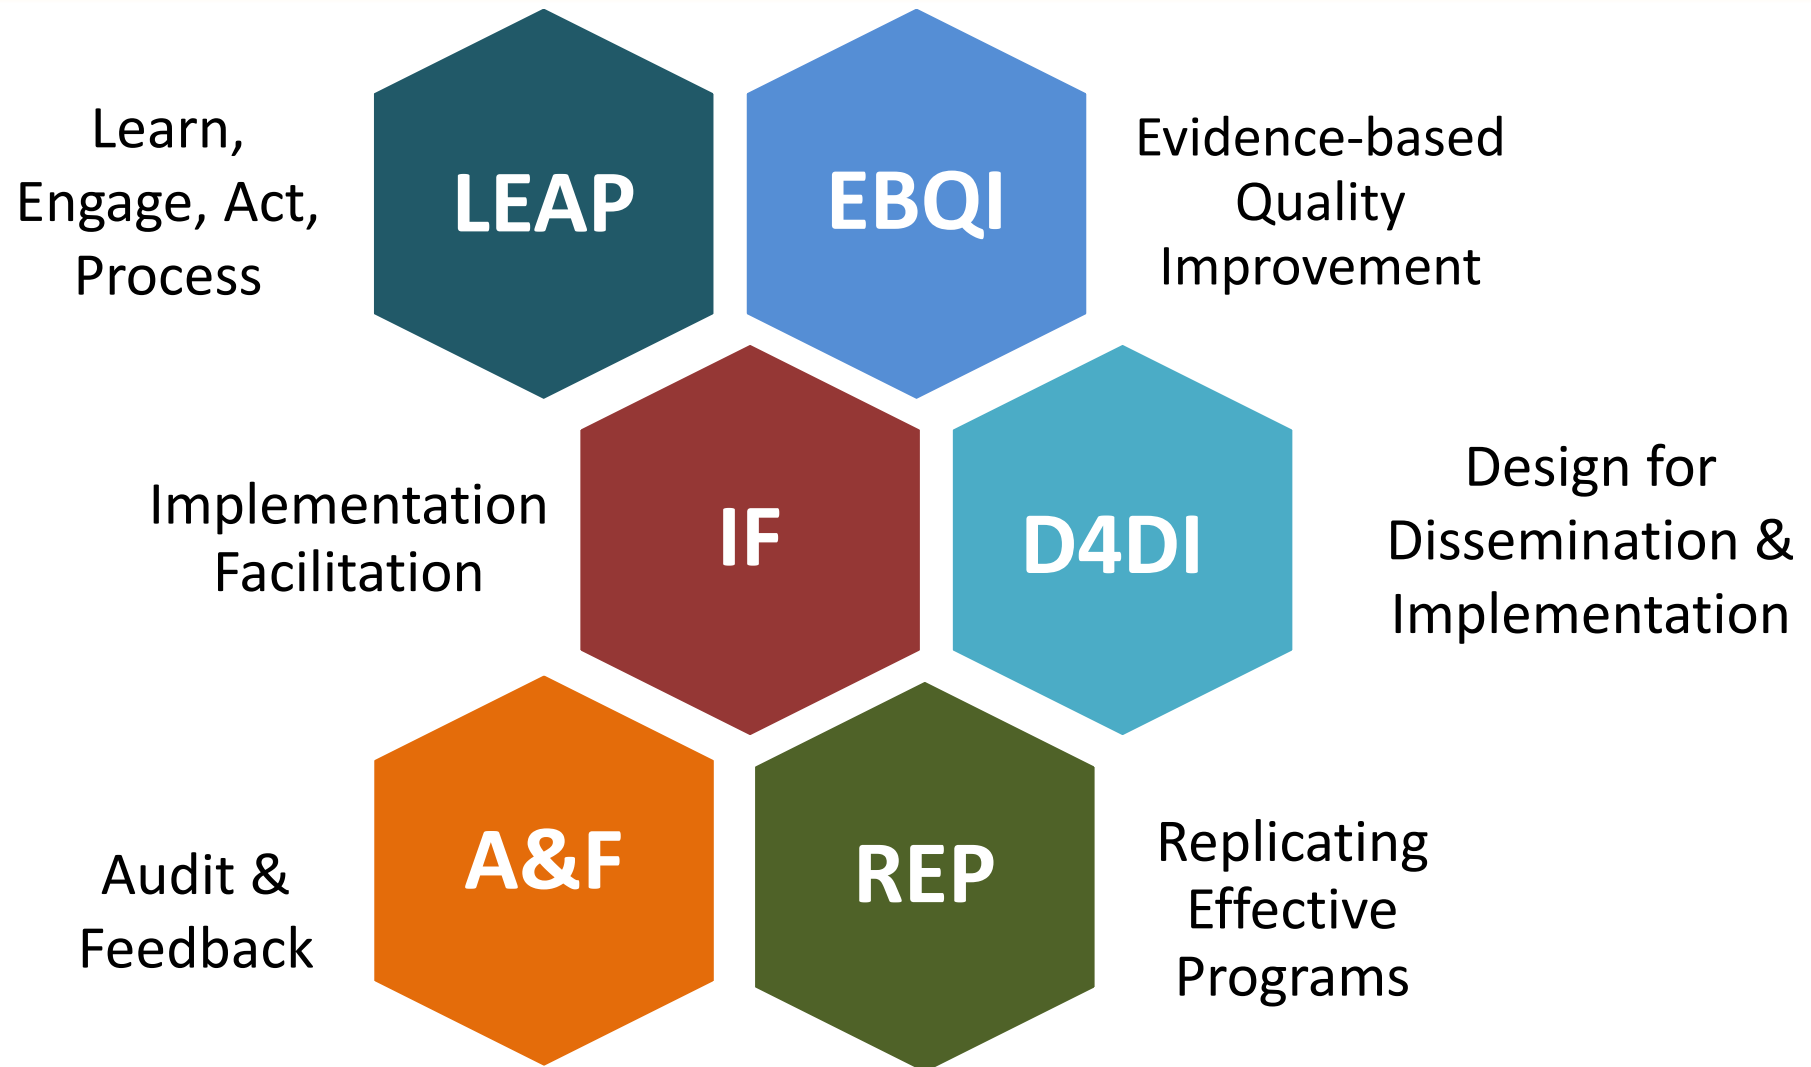 Learn,
Engage, Act,
Process
LEAP
EBQI
Evidence-based
Quality
Improvement
Implementation
Facilitation
IF
D4DI
Design for
Dissemination &
Implementation
Audit &
Feedback
A&F
REP
Replicating
Effective
Programs